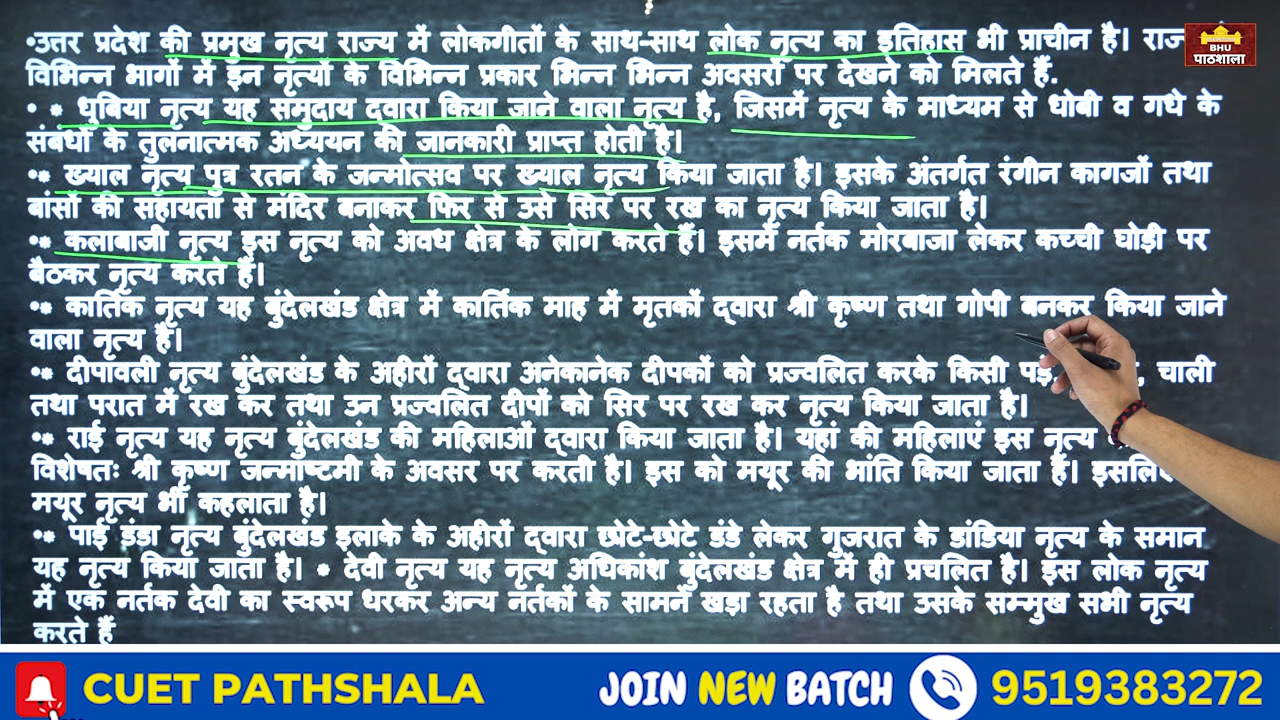 •उत्तर प्रदेश की प्रमुख नृत्य राज्य में लोकगीतों के साथ-साथ लोक नृत्य का इतिहास भी प्राचीन है। राज
विभिन्न भागों में इन नृत्यों के विभिन्न प्रकार भिन्न भिन्न अवसरों पर देखने को मिलते हैं.
• * धुबिया नृत्य यह समुदाय द्वारा किया जाने वाला नृत्य है, जिसमें नृत्य के माध्यम से धोबी व गधे के
संबंधों के तुलनात्मक अध्ययन की जानकारी प्राप्त होती है।
•* ख्याल नृत्य पुत्र रतन के जन्मोत्सव पर ख्याल नृत्य किया जाता है। इसके अंतर्गत रंगीन कागजों तथा
बांसों की सहायता से मंदिर बनाकर फिर से उसे सिर पर रख का नृत्य किया जाता है।
•* कलाबाजी नृत्य इस नृत्य को अवध क्षेत्र के लोग करते हैं। इसमें नर्तक मोरबाजा लेकर कच्ची घोड़ी पर
बैठकर नृत्य करते हैं।
•* कार्तिक नृत्य यह बुंदेलखंड क्षेत्र में कार्तिक माह में मृतकों द्वारा श्री कृष्ण तथा गोपी बनकर किया जाने
वाला नृत्य है।
•* दीपावली नृत्य बुंदेलखंड के अहीरों द्वारा अनेकानेक दीपकों को प्रज्वलित करके किसी , चाली
तथा परात में रख कर तथा उन प्रज्वलित दीपों को सिर पर रख कर नृत्य किया जाता है।
•* राई नृत्य यह नृत्य बुंदेलखंड की महिलाओं द्वारा किया जाता है। यहां की महिलाएं इस नृत्य
विशेषतः श्री कृष्ण जन्माष्टमी के अवसर पर करती है। इस को मयूर की भांति किया जाता है।
मयूर नृत्य भी कहलाता है।
•* पाई डंडा नृत्य बुंदेलखंड इलाके के अहीरों द्वारा छोटे-छोटे डंडे लेकर गुजरात के डांडिया नृत्य के समान
यह नृत्य किया जाता है। * देवी नृत्य यह नृत्य अधिकांश बुंदेलखंड क्षेत्र में ही प्रचलित है। इस लोक नृत्य
में एक नर्तक देवी का स्वरूप धरकर अन्य नर्तकों के सामने खड़ा रहता है तथा उसके सम्मुख सभी नृत्य
करते हैं
BHU
पाठशाला
CUET PATHSHALA JOIN NEW BATCH 9519383272